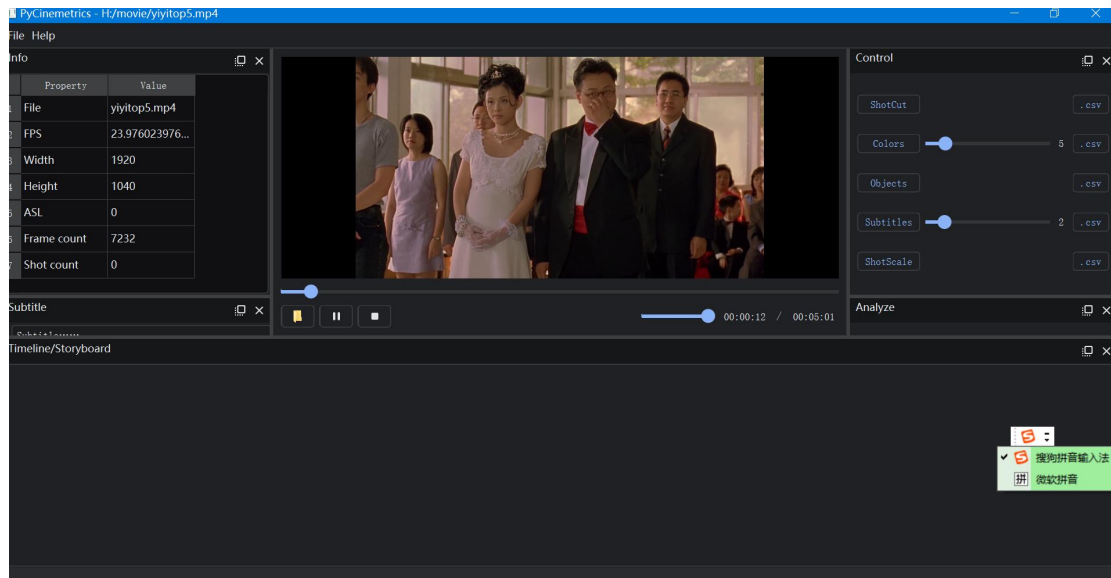 PyCinemetrics - H:/movie/yiyitop5.mp4
File Help
Info
Property Value
1 File yiyitop5.mp4
2 FPS 23.976023976...
3 Width 1920
4 Height 1040
5 ASL 0
6 Frame count 7232
7 Shot count 0
Subtitle
Timeline/Storyboard
00:00:12 / 00:05:01
Control
ShotCut .csv
Colors 5 .csv
Objects .csv
Subtitles 2 .csv
ShotScale .csv
Analyze
搜狗拼音输入法
拼 微软拼音